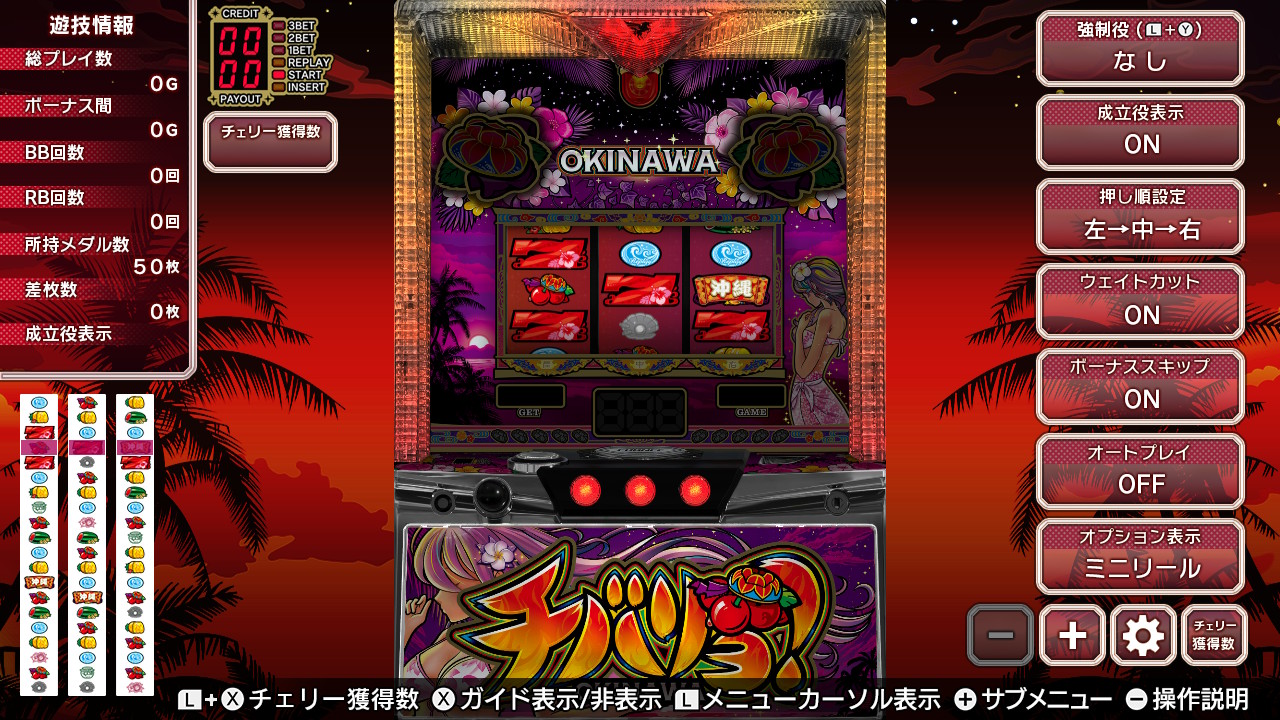 遊技情報
総プレイ数
0G
ボーナス間
0G
BB回数
0回
RB回数
0回
所持メダル数
50枚
差枚数
0枚
成立役表示
CREDIT
00
00
PAYOUT
3BET
2BET
1BET
REPLAY
START
INSERT
チェリー獲得数
OKINAWA
沖縄
GET
GAME
チバリよ!
強制役 (L+Y)
なし
成立役表示
ON
押し順設定
左→中→右
ウェイトカット
ON
ボーナススキップ
ON
オートプレイ
OFF
オプション表示
ミニリール
チェリー
獲得数
L+Xチェリー獲得数 Xガイド表示/非表示 Lメニューカーソル表示 +サブメニュー -操作説明